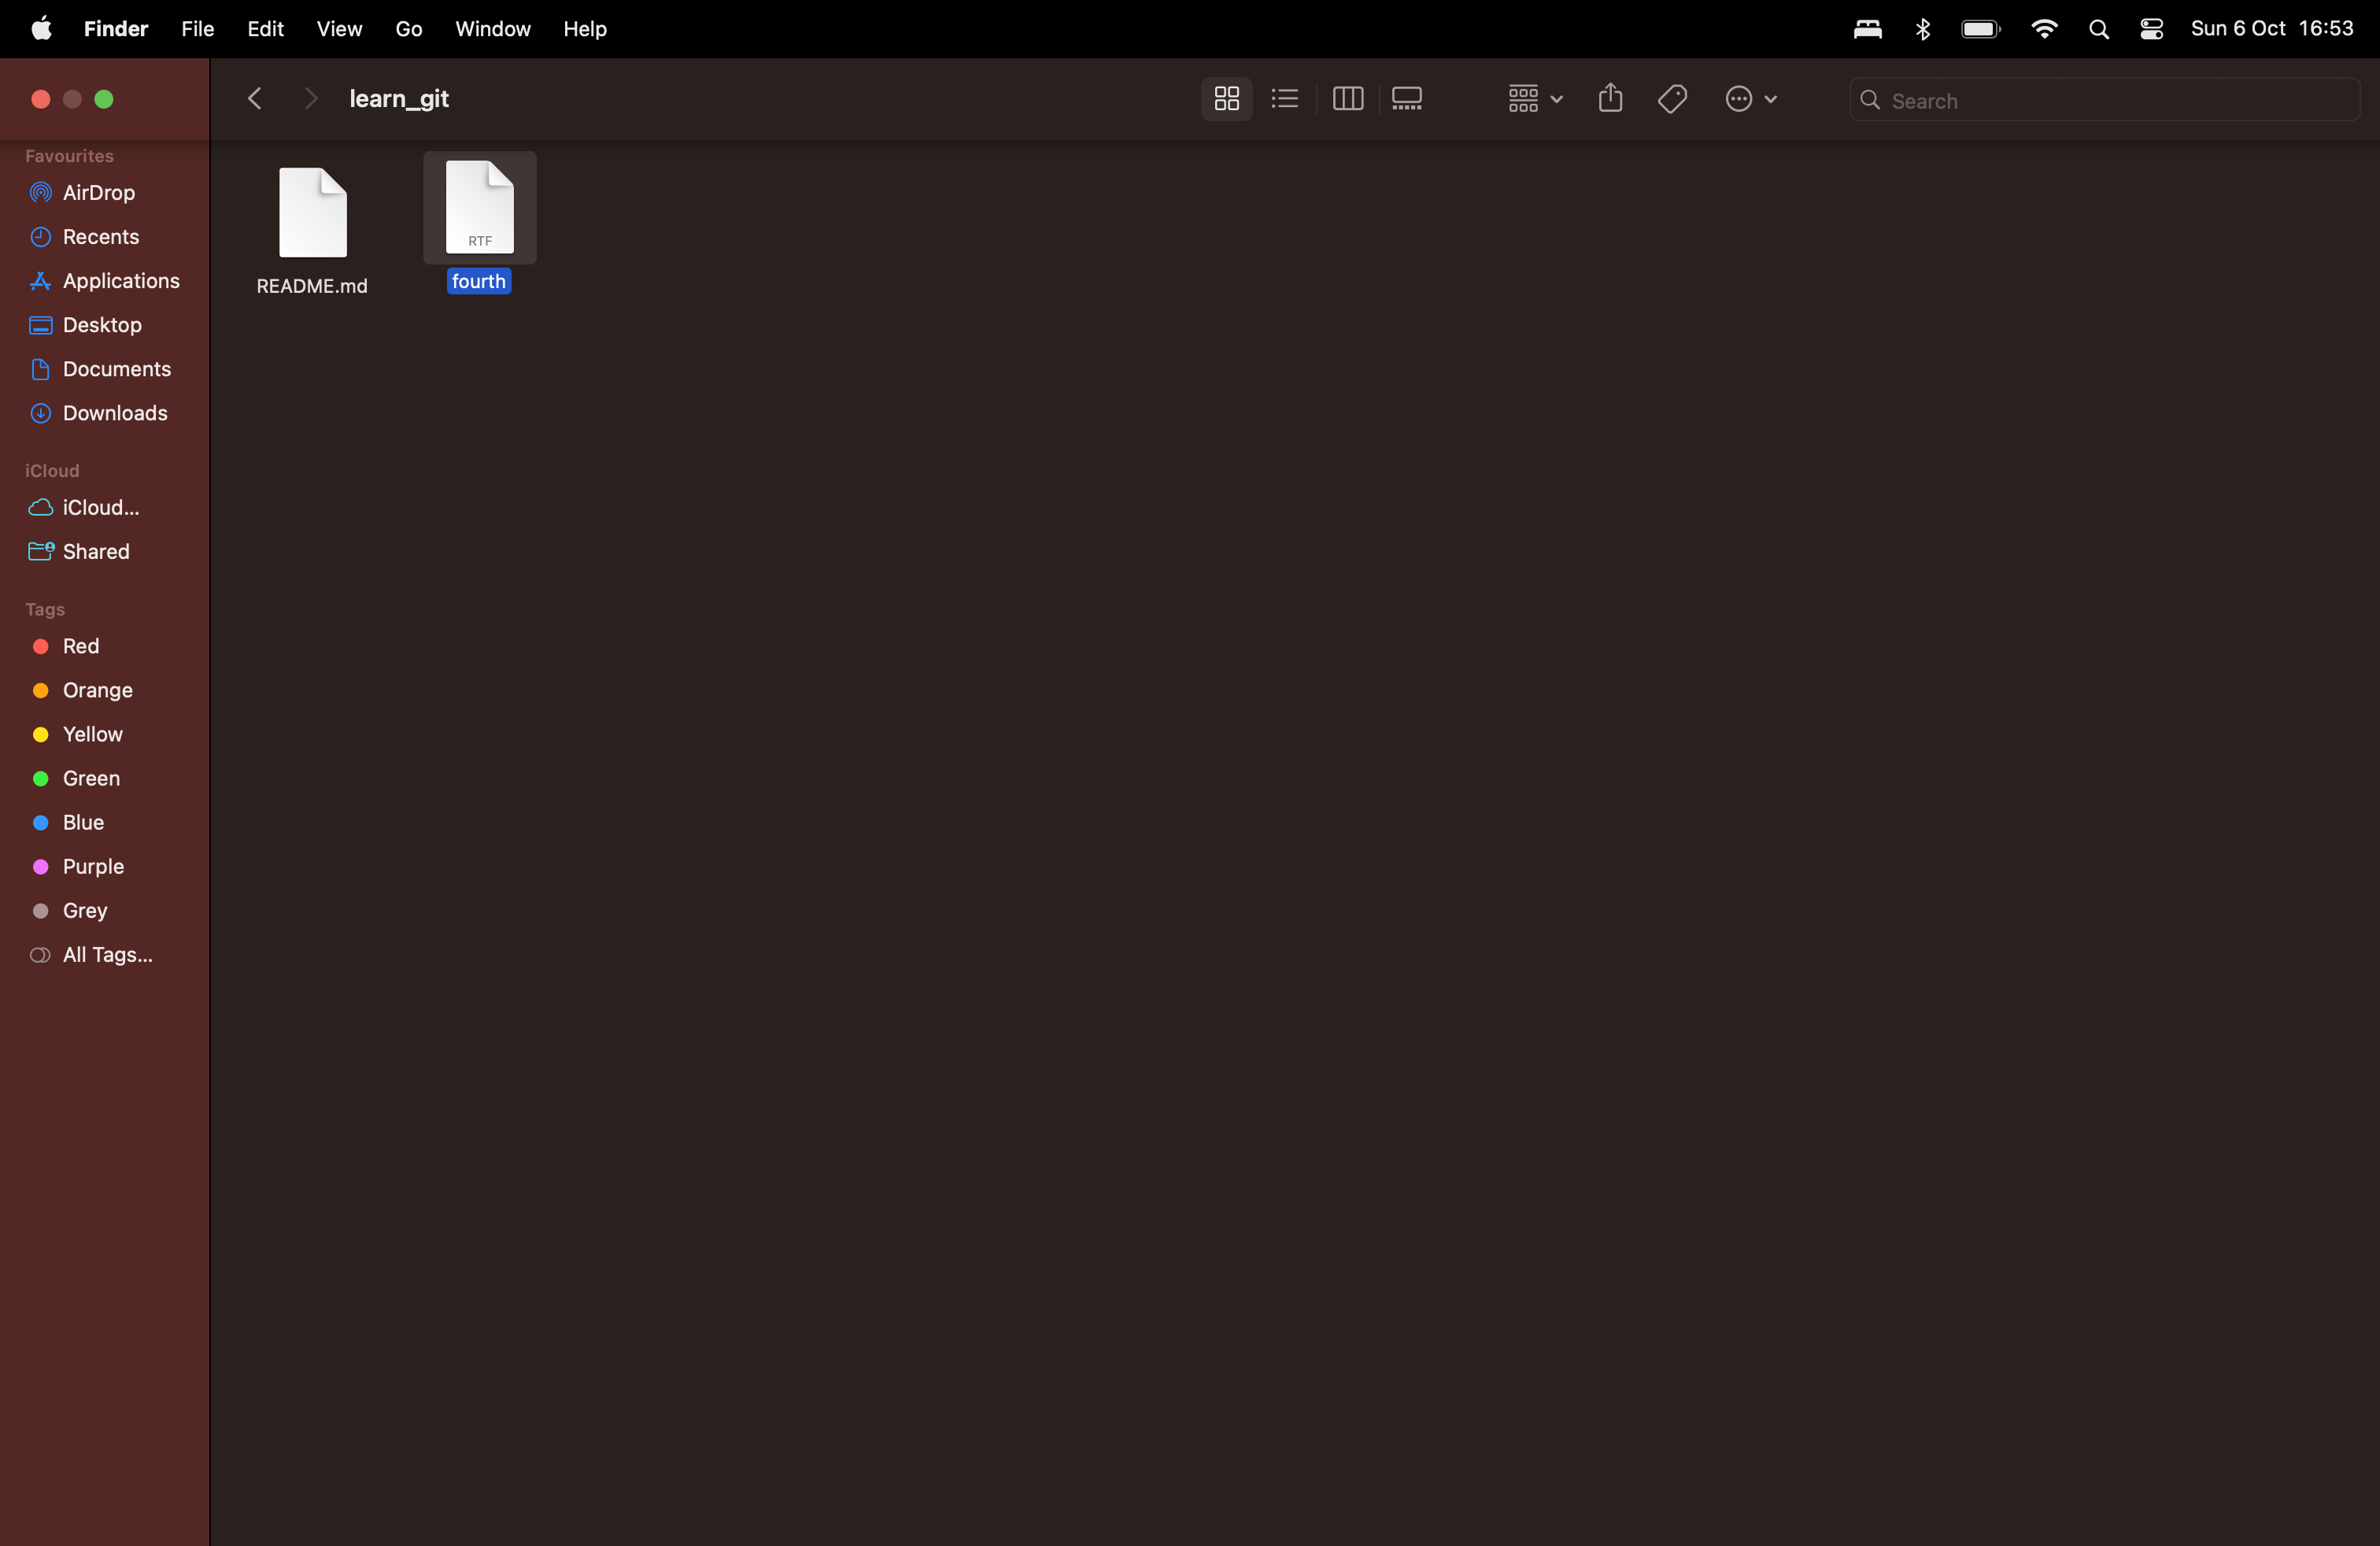 Finder File Edit View Go Window Help Sun 6 Oct 16:53
learn_git Search
Favourites
AirDrop
Recents
Applications
Desktop
Documents
Downloads
iCloud
iCloud...
Shared
Tags
Red
Orange
Yellow
Green
Blue
Purple
Grey
All Tags...
README.md
RTF
fourth